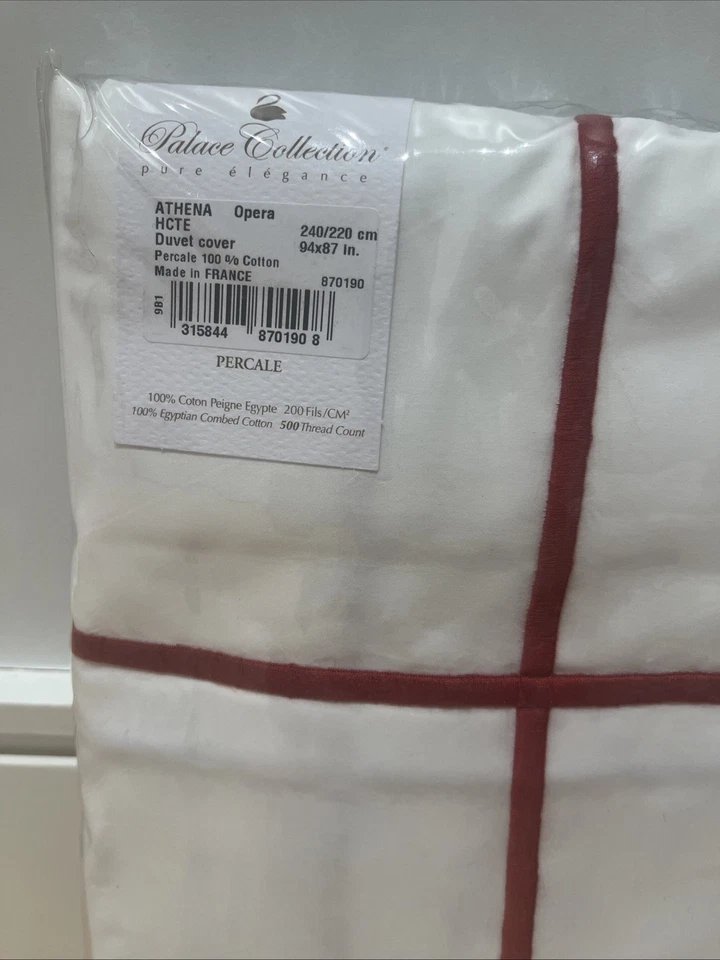 Palace Collection
pure élégance
ATHENA Opera
HCTE 240/220 cm
Duvet cover 94x87 in.
Percale 100 % Cotton
Made in FRANCE 870190
9B1
315844 870190 8
PERCALE
100% Coton Peigne Egypte 200 Fils/CM²
100% Egyptian Combed Cotton 500 Thread Count